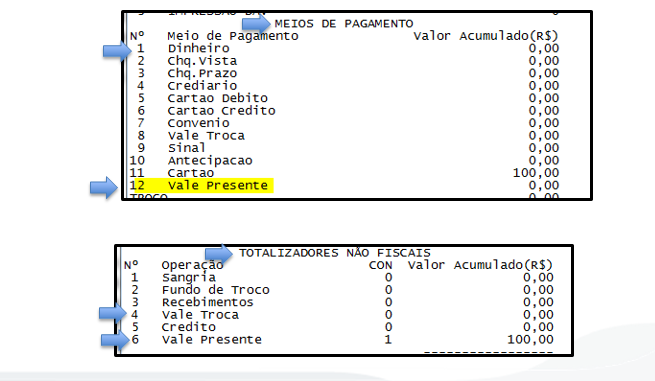 MEIOS DE PAGAMENTO
Nº Meio de Pagamento Valor Acumulado(R$)
1 Dinheiro 0,00
2 Chq.Vista 0,00
3 Chq.Prazo 0,00
4 Crediario 0,00
5 Cartao Debito 0,00
6 Cartao Credito 0,00
7 Convenio 0,00
8 Vale Troca 0,00
9 Sinal 0,00
10 Antecipacao 0,00
11 Cartao 100,00
12 Vale Presente 0,00
TROCO 0,00
TOTALIZADORES NÃO FISCAIS
Nº Operação CON Valor Acumulado(R$)
1 Sangria 0 0,00
2 Fundo de Troco 0 0,00
3 Recebimentos 0 0,00
4 Vale Troca 0 0,00
5 Credito 0 0,00
6 Vale Presente 1 100,00
------------------